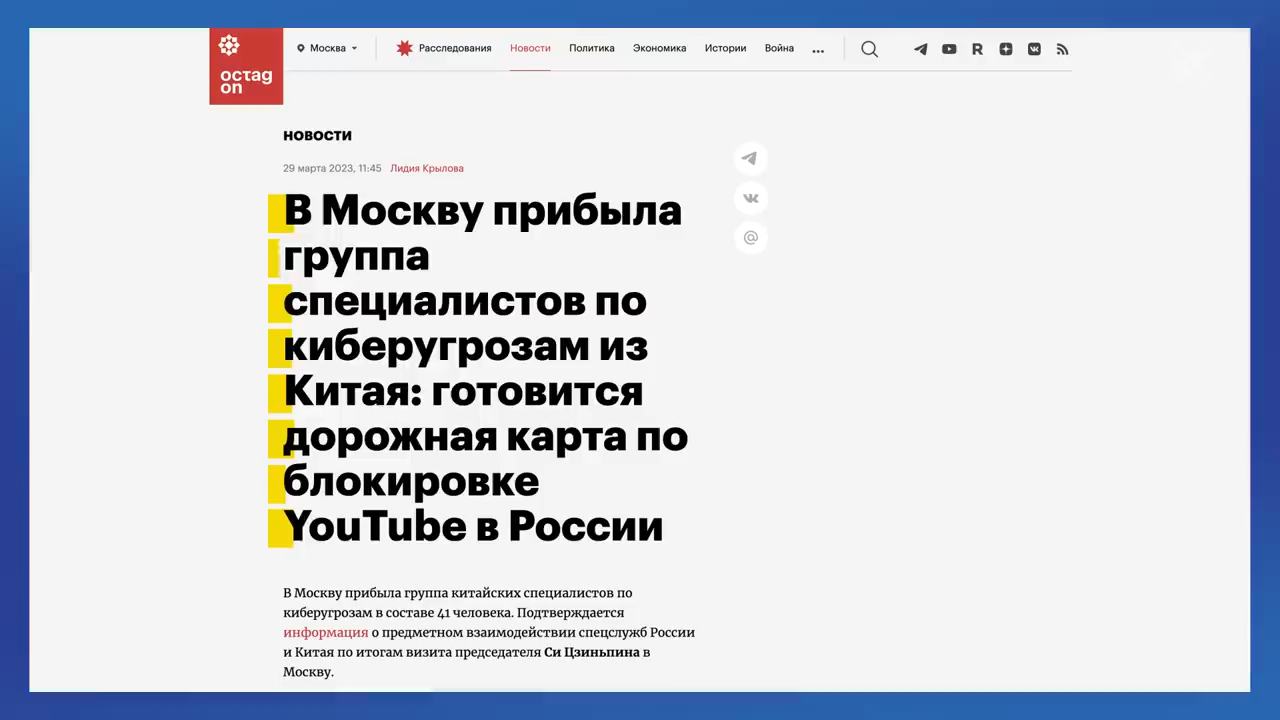 остаg
on
Москва
Расследования
Новости
Политика
Экономика
Истории
Война
...
НОВОСТИ
29 марта 2023, 11:45 Лидия Крылова
В Москву прибыла
группа
специалистов по
киберугрозам из
Китая: готовится
дорожная карта по
блокировке
YouTube в России
В Москву прибыла группа китайских специалистов по
киберугрозам в составе 41 человека. Подтверждается
информация о предметном взаимодействии спецслужб России
и Китая по итогам визита председателя Си Цзиньпина в
Москву.